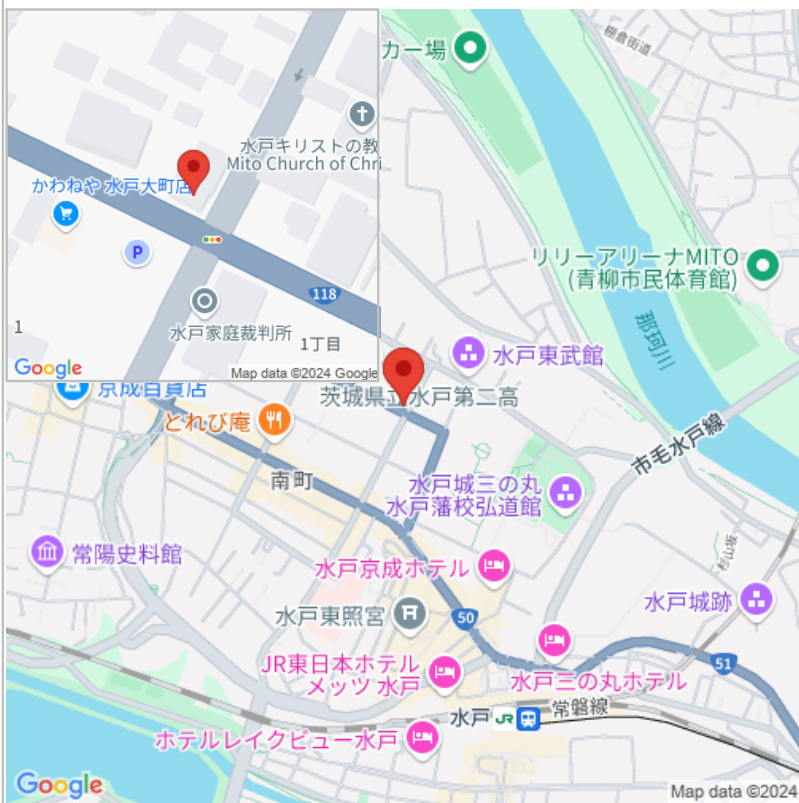 水戸キリストの教
Mito Church of Chri
かわねや 水戸大町店
P
118
1
水戸家庭裁判所
1丁目
Google
Map data ©2024 Google
カー場
棚倉街道
リリーアリーナMITO
(青柳市民体育館)
那珂川
水戸東武館
京成百貨店
茨城県立水戸第二高
とれび庵
市毛水戸線
南町
水戸城三の丸
水戸藩校弘道館
杉山坂
常陽史料館
水戸京成ホテル
水戸城跡
水戸東照宮
50
JR東日本ホテル
メッツ 水戸
51
水戸三の丸ホテル
水戸
JR
常磐線
ホテルレイクビュー水戸
Google
Map data ©2024